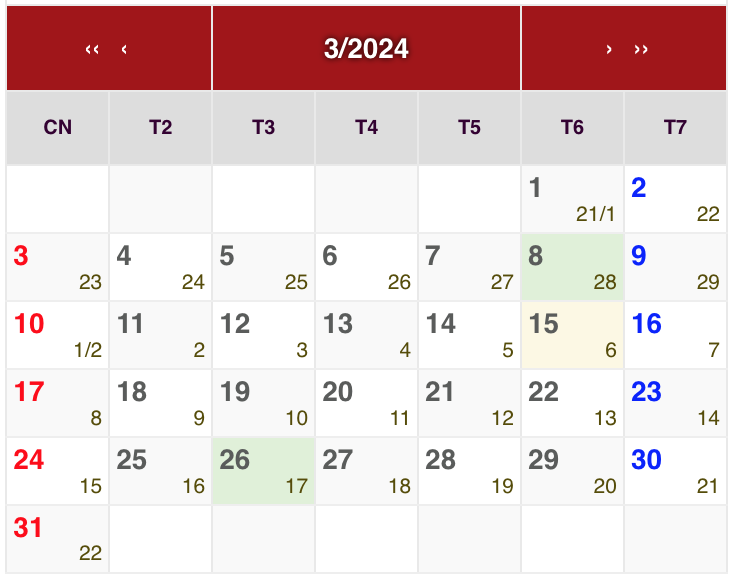 ‹‹ ‹ 3/2024 › ››
CN T2 T3 T4 T5 T6 T7
1 2
21/1 22
3 4 5 6 7 8 9
23 24 25 26 27 28 29
10 11 12 13 14 15 16
1/2 2 3 4 5 6 7
17 18 19 20 21 22 23
8 9 10 11 12 13 14
24 25 26 27 28 29 30
15 16 17 18 19 20 21
31
22